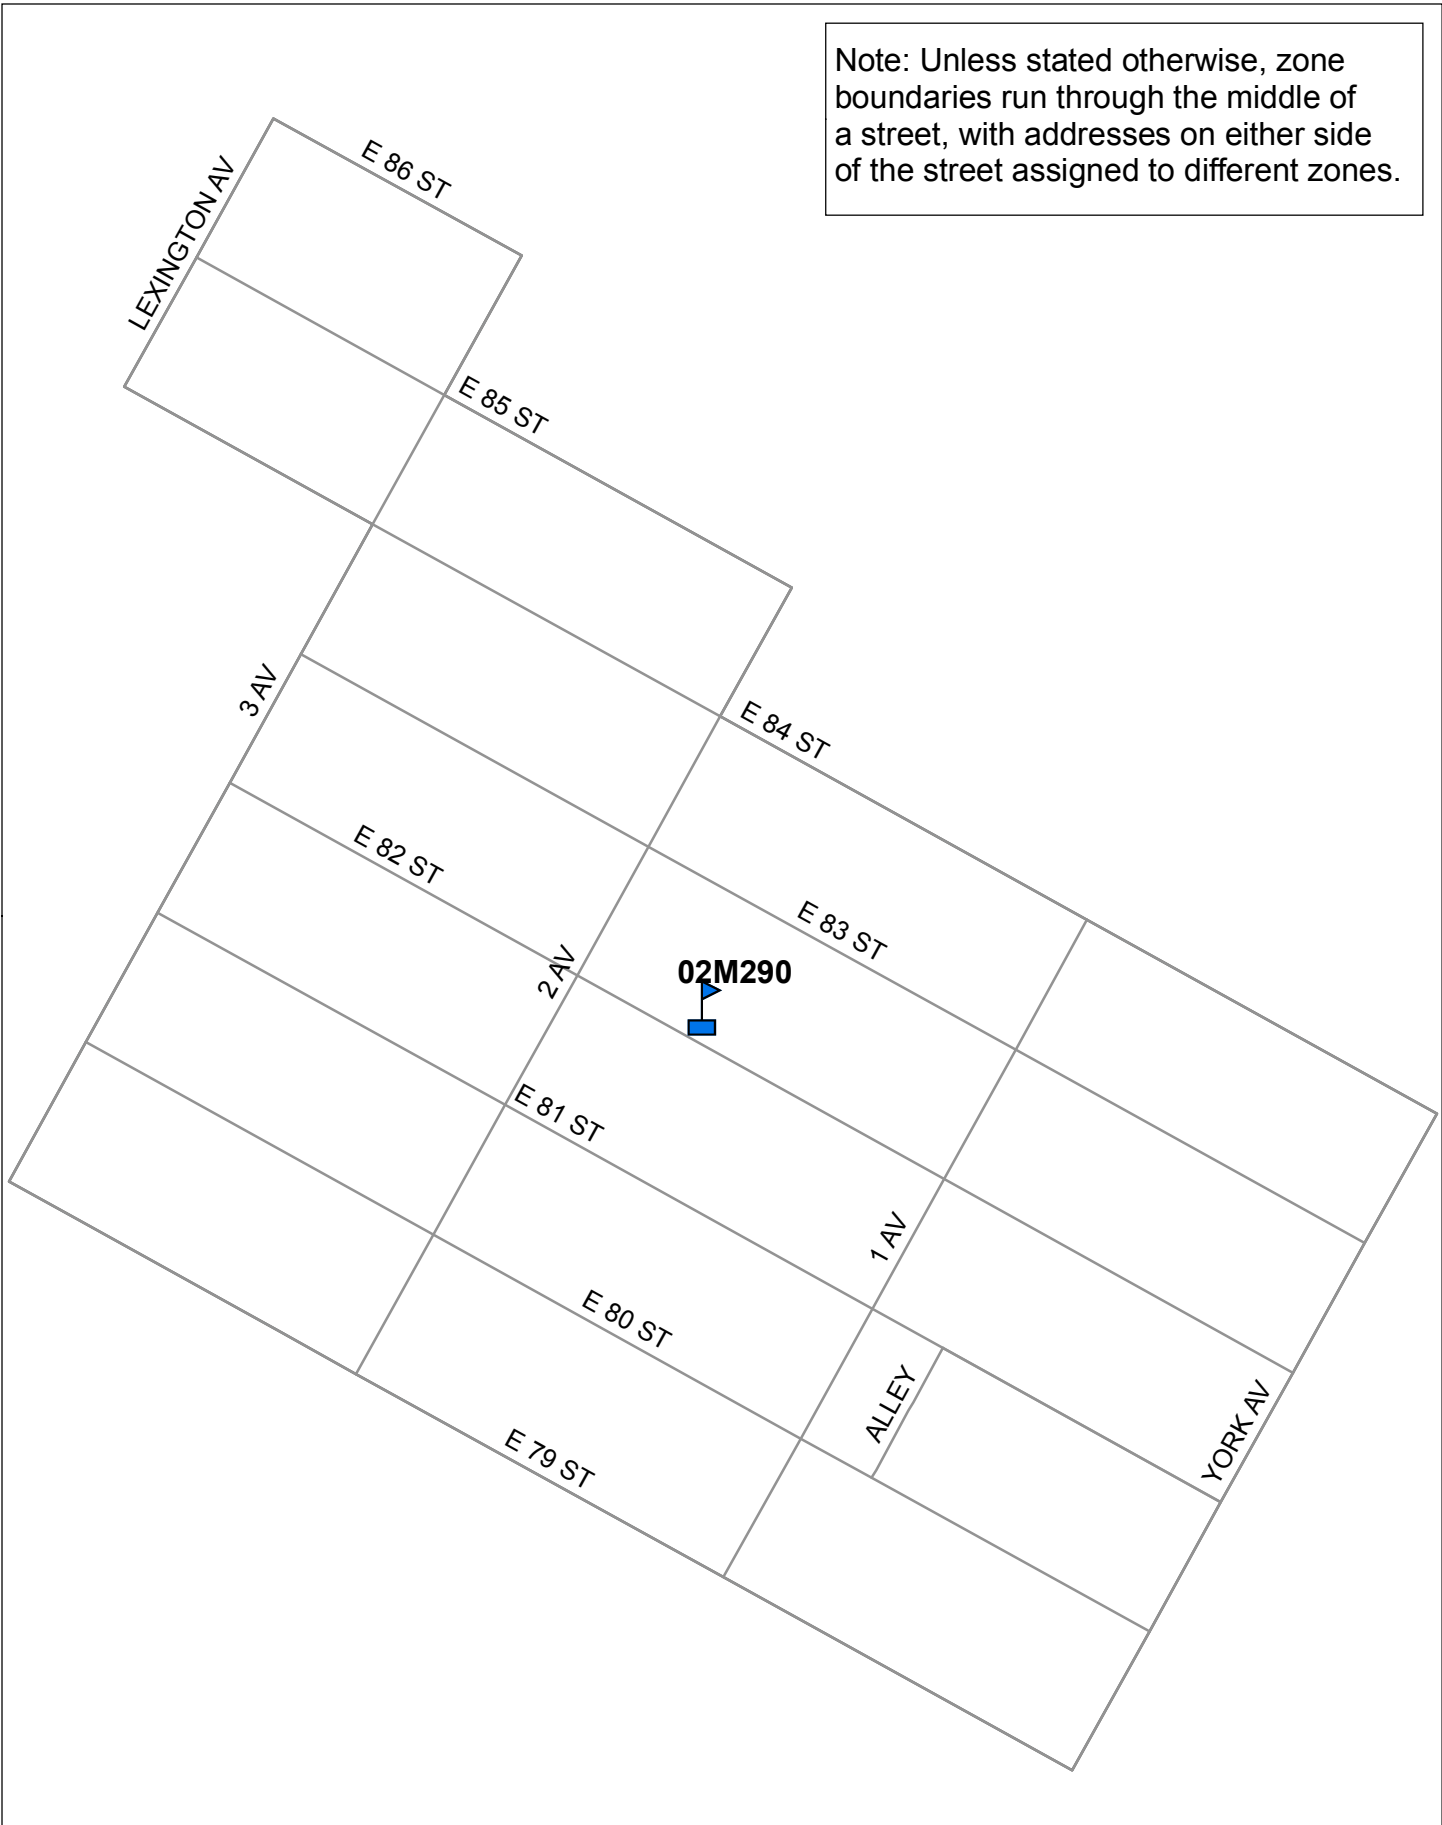 Note: Unless stated otherwise, zone
boundaries run through the middle of
a street, with addresses on either side
of the street assigned to different zones.
E 86 ST
LEXINGTON AV
E 85 ST
3 AV
E 84 ST
E 82 ST
E 83 ST
2 AV
02M290
E 81 ST
1 AV
E 80 ST
ALLEY
YORK AV
E 79 ST